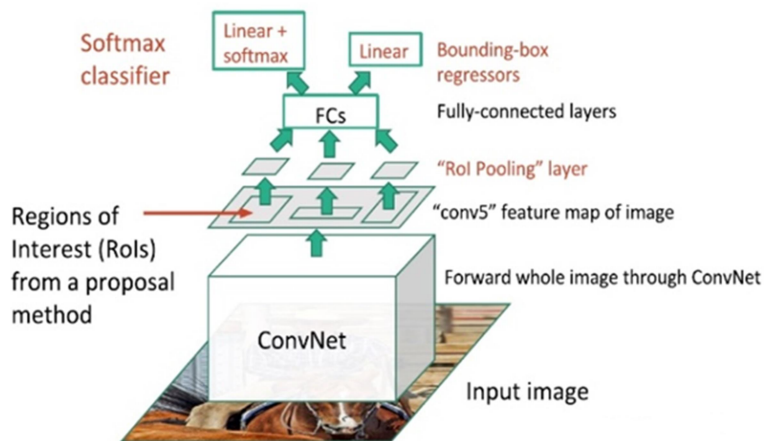 Softmax
classifier
Linear +
softmax
Linear
Bounding-box
regressors
FCs
Fully-connected layers
“RoI Pooling” layer
Regions of
Interest (RoIs)
from a proposal
method
“conv5” feature map of image
Forward whole image through ConvNet
ConvNet
Input image